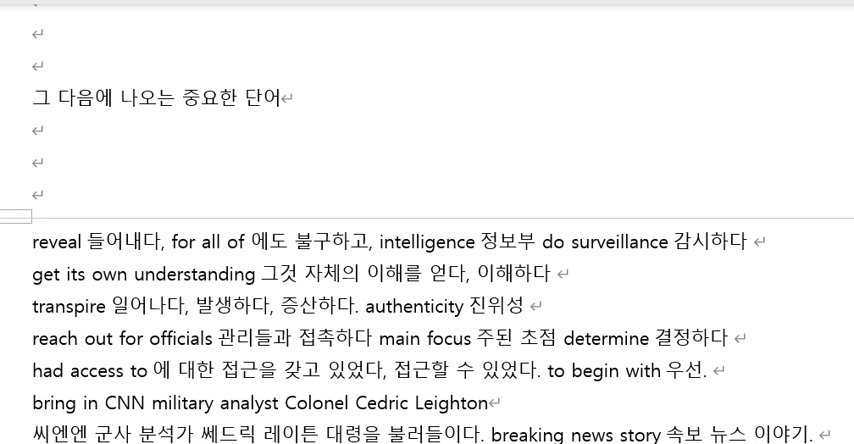 그 다음에 나오는 중요한 단어
reveal 들어내다, for all of 에도 불구하고, intelligence 정보부 do surveillance 감시하다
get its own understanding 그것 자체의 이해를 얻다, 이해하다
transpire 일어나다, 발생하다, 증산하다. authenticity 진위성
reach out for officials 관리들과 접촉하다 main focus 주된 초점 determine 결정하다
had access to 에 대한 접근을 갖고 있었다, 접근할 수 있었다. to begin with 우선.
bring in CNN military analyst Colonel Cedric Leighton
씨엔엔 군사 분석가 쎄드릭 레이튼 대령을 불러들이다. breaking news story 속보 뉴스 이야기.